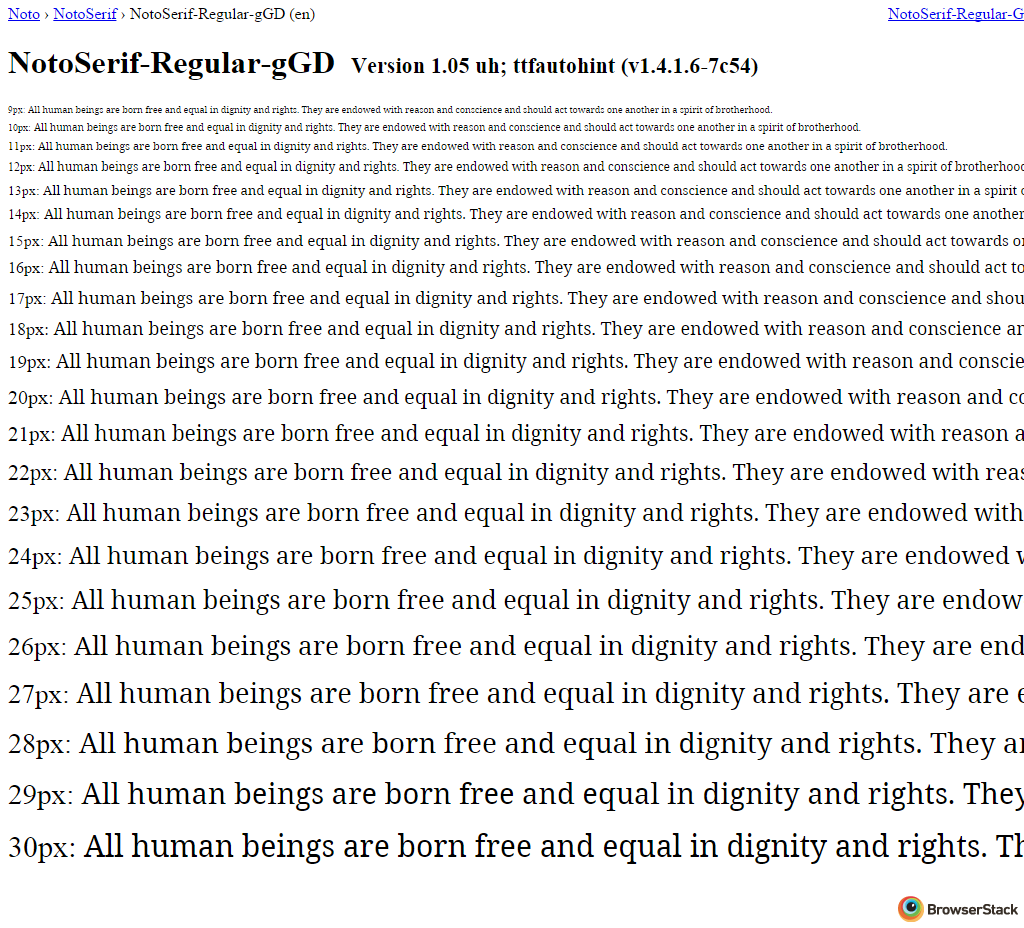 Noto › NotoSerif › NotoSerif-Regular-gGD (en) NotoSerif-Regular-G
NotoSerif-Regular-gGD Version 1.05 uh; ttfautohint (v1.4.1.6-7c54)
9px: All human beings are born free and equal in dignity and rights. They are endowed with reason and conscience and should act towards one another in a spirit of brotherhood.
10px: All human beings are born free and equal in dignity and rights. They are endowed with reason and conscience and should act towards one another in a spirit of brotherhood.
11px: All human beings are born free and equal in dignity and rights. They are endowed with reason and conscience and should act towards one another in a spirit of brotherhood.
12px: All human beings are born free and equal in dignity and rights. They are endowed with reason and conscience and should act towards one another in a spirit of brotherhood
13px: All human beings are born free and equal in dignity and rights. They are endowed with reason and conscience and should act towards one another in a spirit
14px: All human beings are born free and equal in dignity and rights. They are endowed with reason and conscience and should act towards one another
15px: All human beings are born free and equal in dignity and rights. They are endowed with reason and conscience and should act towards
16px: All human beings are born free and equal in dignity and rights. They are endowed with reason and conscience and should act to
17px: All human beings are born free and equal in dignity and rights. They are endowed with reason and conscience and shou
18px: All human beings are born free and equal in dignity and rights. They are endowed with reason and conscience ar
19px: All human beings are born free and equal in dignity and rights. They are endowed with reason and conscie
20px: All human beings are born free and equal in dignity and rights. They are endowed with reason and co
21px: All human beings are born free and equal in dignity and rights. They are endowed with reason a
22px: All human beings are born free and equal in dignity and rights. They are endowed with reas
23px: All human beings are born free and equal in dignity and rights. They are endowed with
24px: All human beings are born free and equal in dignity and rights. They are endowed
25px: All human beings are born free and equal in dignity and rights. They are endow
26px: All human beings are born free and equal in dignity and rights. They are end
27px: All human beings are born free and equal in dignity and rights. They are e
28px: All human beings are born free and equal in dignity and rights. They ar
29px: All human beings are born free and equal in dignity and rights. They
30px: All human beings are born free and equal in dignity and rights. Th
BrowserStack